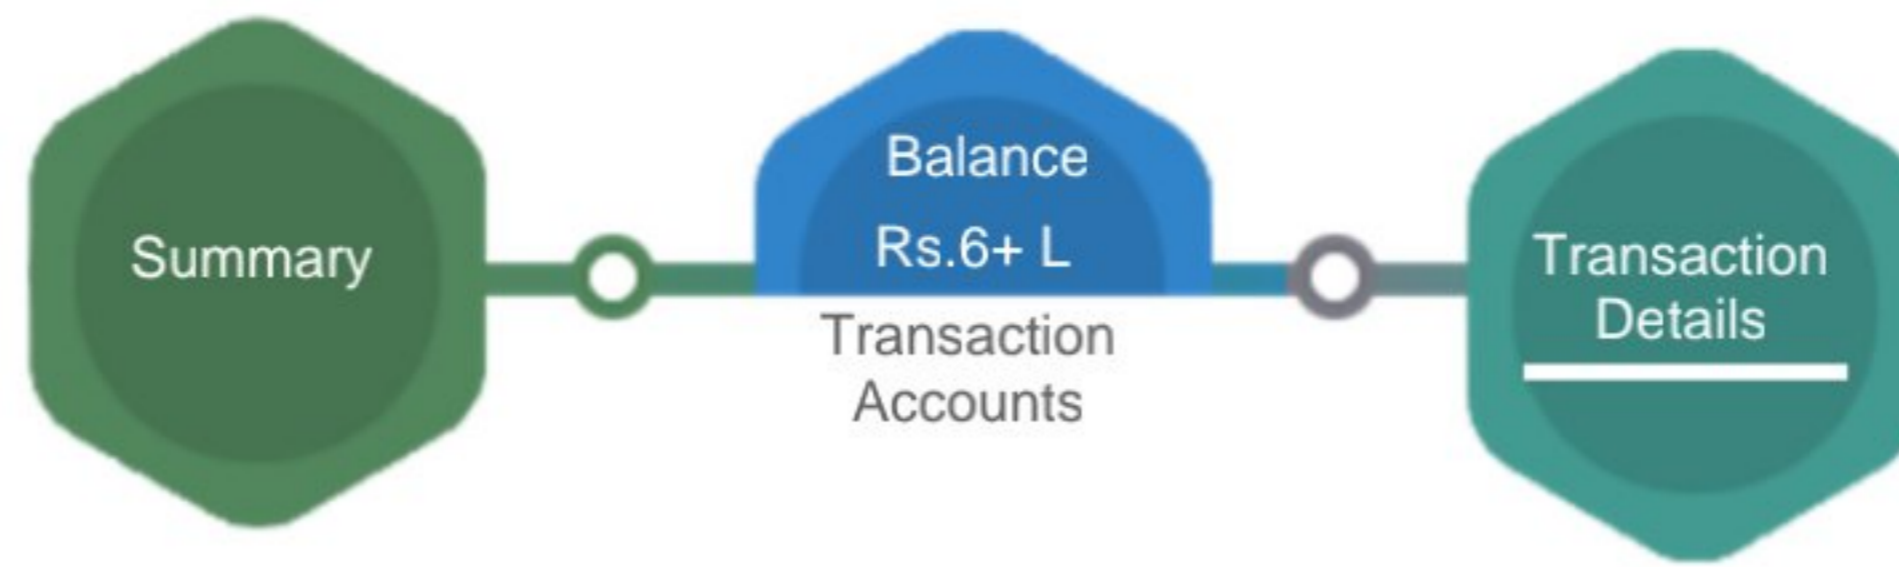 Summary
Balance
Rs.6+ L
Transaction
Accounts
Transaction
Details